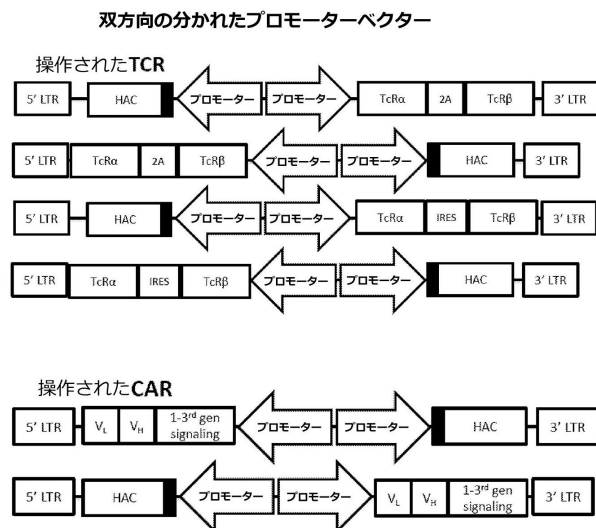 双方向の分かれたプロモーターベクター
操作されたTCR
5' LTR HAC プロモーター プロモーター TcRα 2A TcRβ 3' LTR
5' LTR TcRα 2A TcRβ プロモーター プロモーター HAC 3' LTR
5' LTR HAC プロモーター プロモーター TcRα IRES TcRβ 3' LTR
5' LTR TcRα IRES TcRβ プロモーター プロモーター HAC 3' LTR
操作されたCAR
5' LTR VL VH 1-3rd gen signaling プロモーター プロモーター HAC 3' LTR
5' LTR HAC プロモーター プロモーター VL VH 1-3rd gen signaling 3' LTR